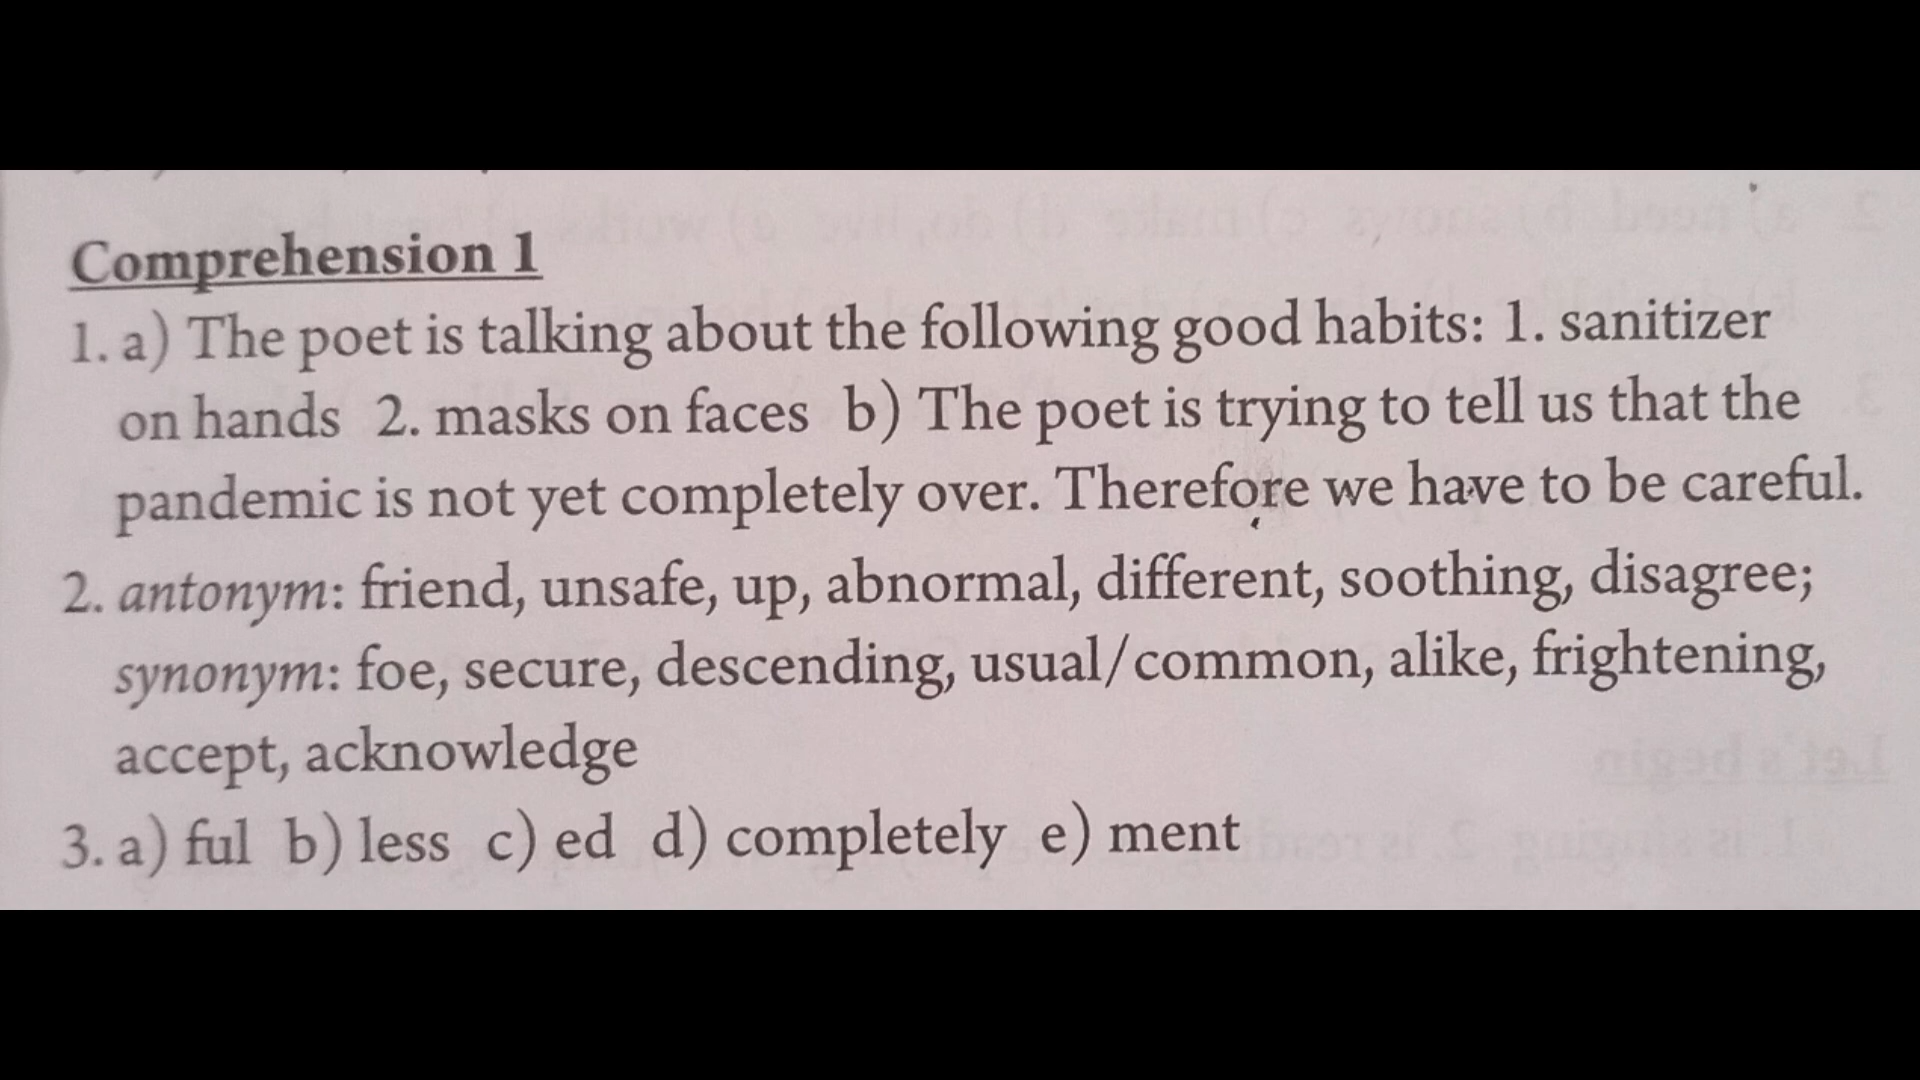 Comprehension 1
1. a) The poet is talking about the following good habits: 1. sanitizer
on hands 2. masks on faces b) The poet is trying to tell us that the
pandemic is not yet completely over. Therefore we have to be careful.
2. antonym: friend, unsafe, up, abnormal, different, soothing, disagree;
synonym: foe, secure, descending, usual/common, alike, frightening,
accept, acknowledge
3. a) ful b) less c) ed d) completely e) ment